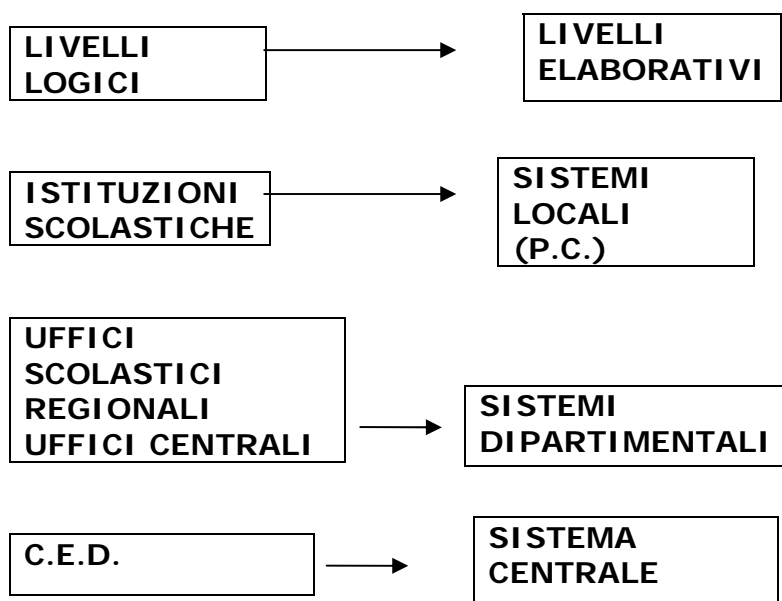 LIVELLI
LOGICI
LIVELLI
ELABORATIVI
ISTITUZIONI
SCOLASTICHE
SISTEMI
LOCALI
(P.C.)
UFFICI
SCOLASTICI
REGIONALI
UFFICI CENTRALI
SISTEMI
DIPARTIMENTALI
C.E.D.
SISTEMA
CENTRALE